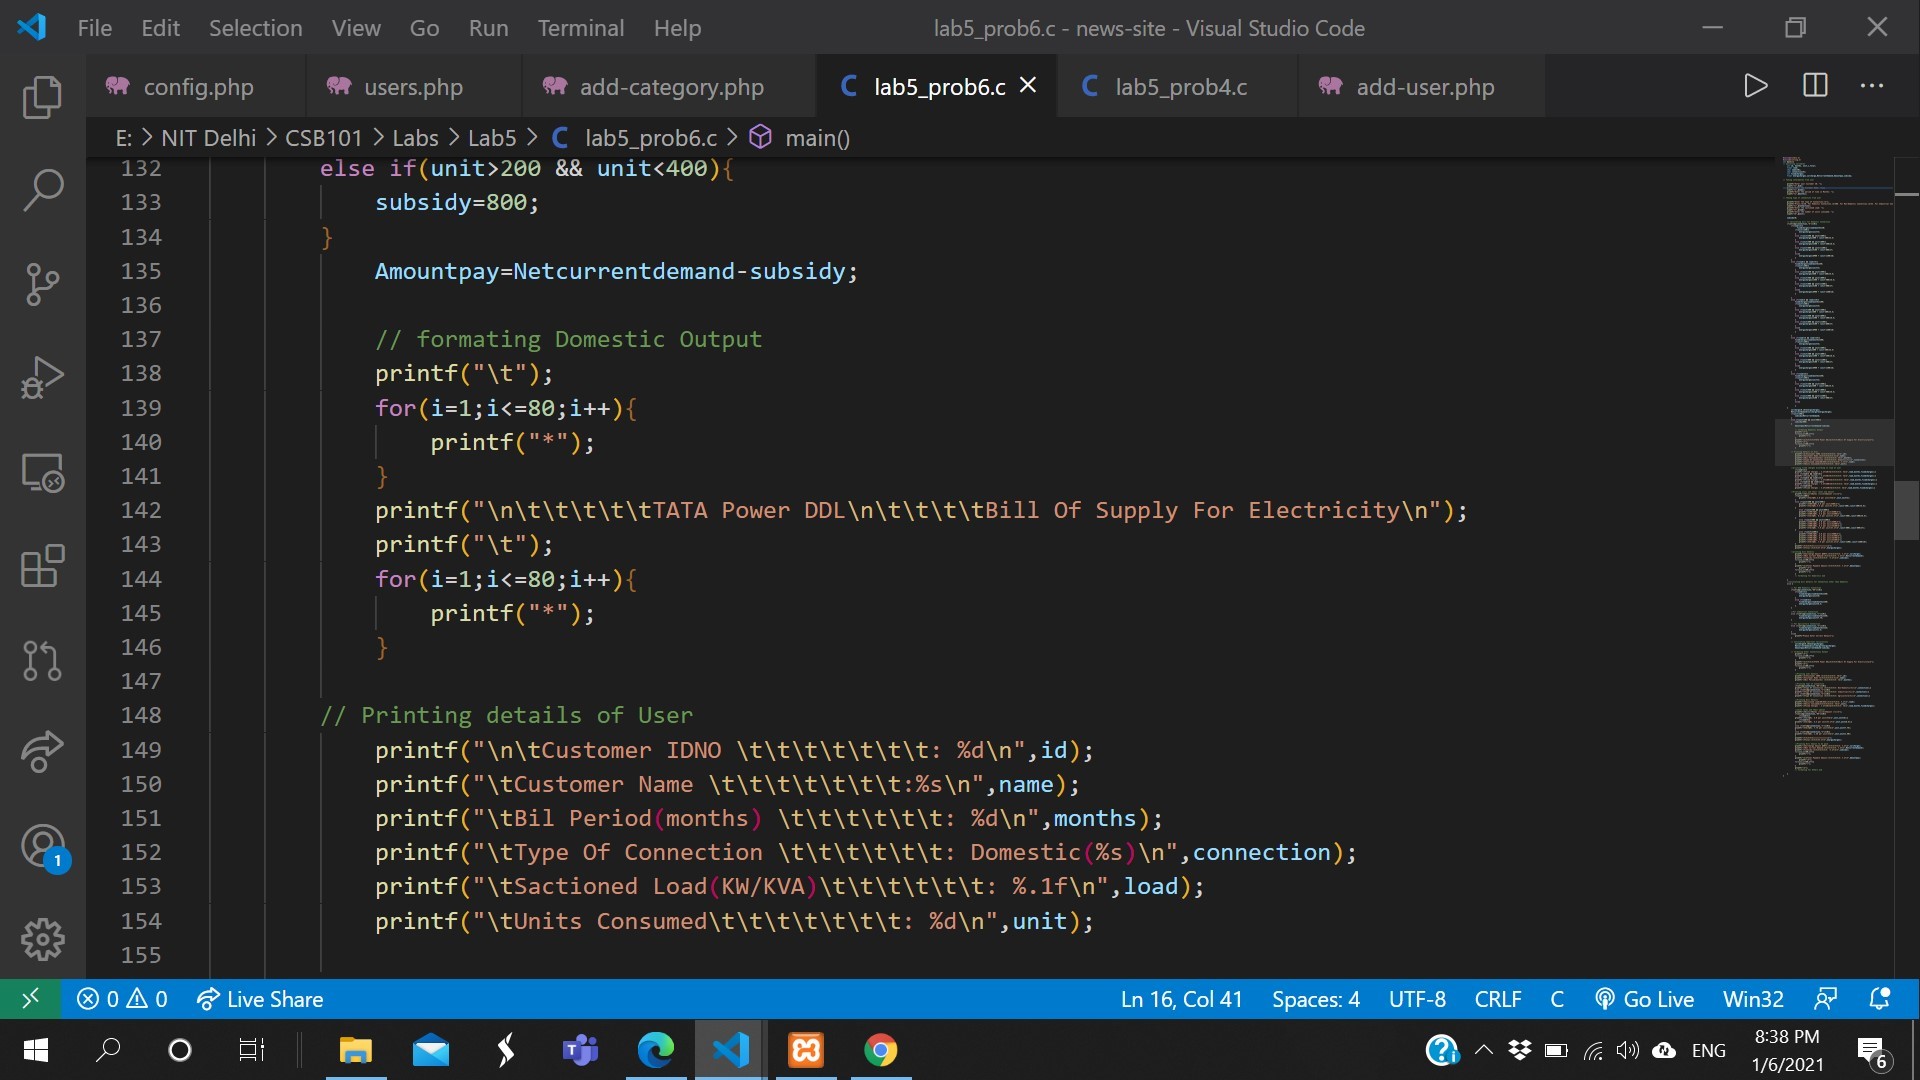 File Edit Selection View Go Run Terminal Help lab5_prob6.c - news-site - Visual Studio Code
config.php users.php add-category.php C lab5_prob6.c C lab5_prob4.c add-user.php
E: > NIT Delhi > CSB101 > Labs > Lab5 > C lab5_prob6.c > main()
132 else if(unit>200 && unit<400){
133 subsidy=800;
134 }
135 Amountpay=Netcurrentdemand-subsidy;
136
137 // formating Domestic Output
138 printf("\t");
139 for(i=1;i<=80;i++){
140 printf("*");
141 }
142 printf("\n\t\t\t\t\tTATA Power DDL\n\t\t\t\tBill Of Supply For Electricity\n");
143 printf("\t");
144 for(i=1;i<=80;i++){
145 printf("*");
146 }
147
148 // Printing details of User
149 printf("\n\tCustomer IDNO \t\t\t\t\t\t\t: %d\n",id);
150 printf("\tCustomer Name \t\t\t\t\t\t\t:%s\n",name);
151 printf("\tBil Period(months) \t\t\t\t\t\t: %d\n",months);
152 printf("\tType Of Connection \t\t\t\t\t\t: Domestic(%s)\n",connection);
153 printf("\tSactioned Load(KW/KVA)\t\t\t\t\t\t: %.1f\n",load);
154 printf("\tUnits Consumed\t\t\t\t\t\t\t: %d\n",unit);
155
1
0 0 Live Share Ln 16, Col 41 Spaces: 4 UTF-8 CRLF C Go Live Win32
ENG 8:38 PM
1/6/2021
6